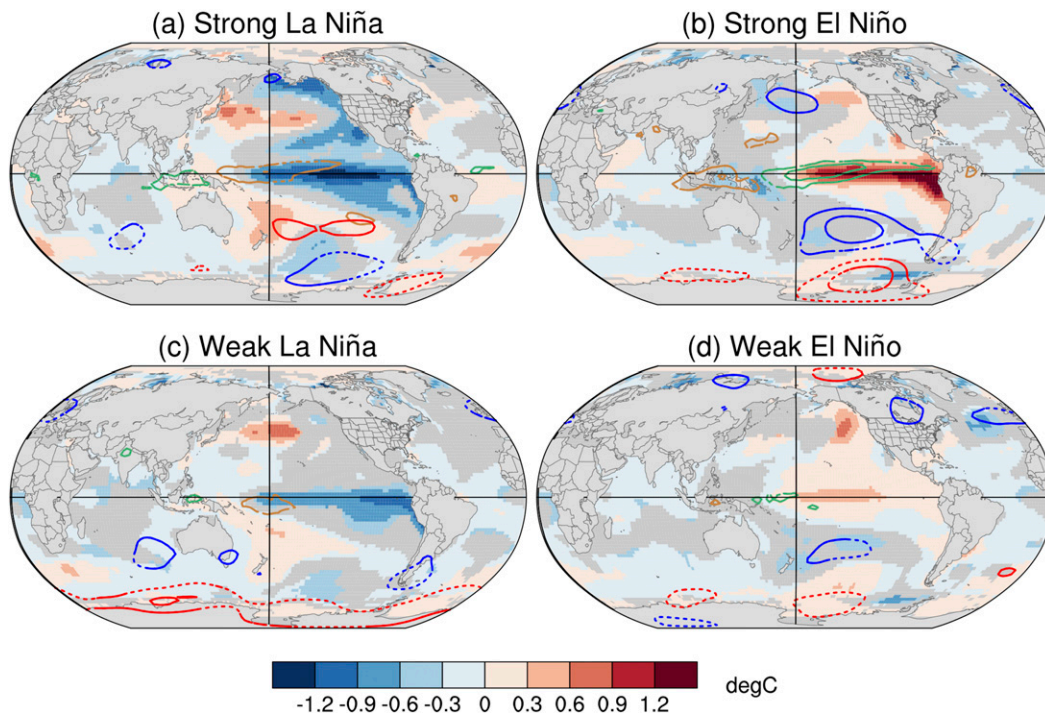 (a) Strong La Niña
(b) Strong El Niño
(c) Weak La Niña
(d) Weak El Niño
-1.2 -0.9 -0.6 -0.3 0 0.3 0.6 0.9 1.2
degC